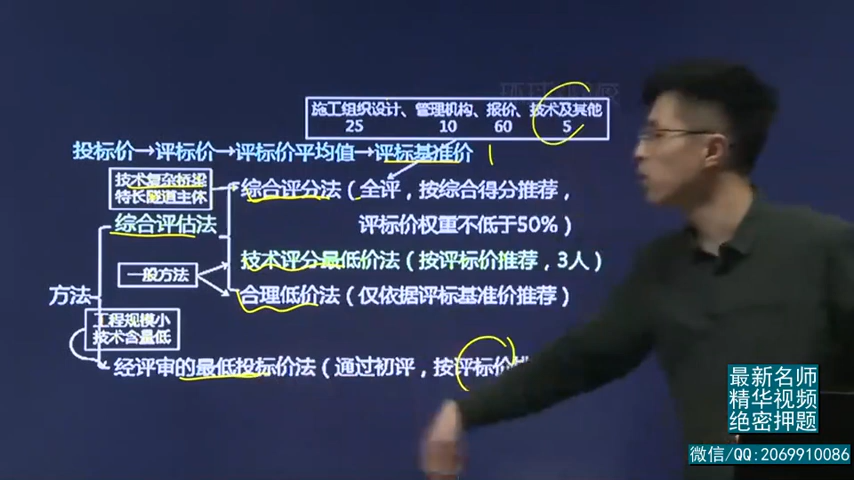 施工组织设计、管理机构、报价、技术及其他
25 10 60 5
投标价→评标价→评标价平均值→评标基准价
技术复杂桥梁
特长隧道主体
综合评分法（全评，按综合得分推荐，
评标价权重不低于50%）
综合评估法
技术评分最低价法（按评标价推荐，3人）
一般方法
合理低价法（仅依据评标基准价推荐）
方法
工程规模小
技术含量低
经评审的最低投标价法（通过初评，按评标价
最新名师
精华视频
绝密押题
微信/QQ:2069910086